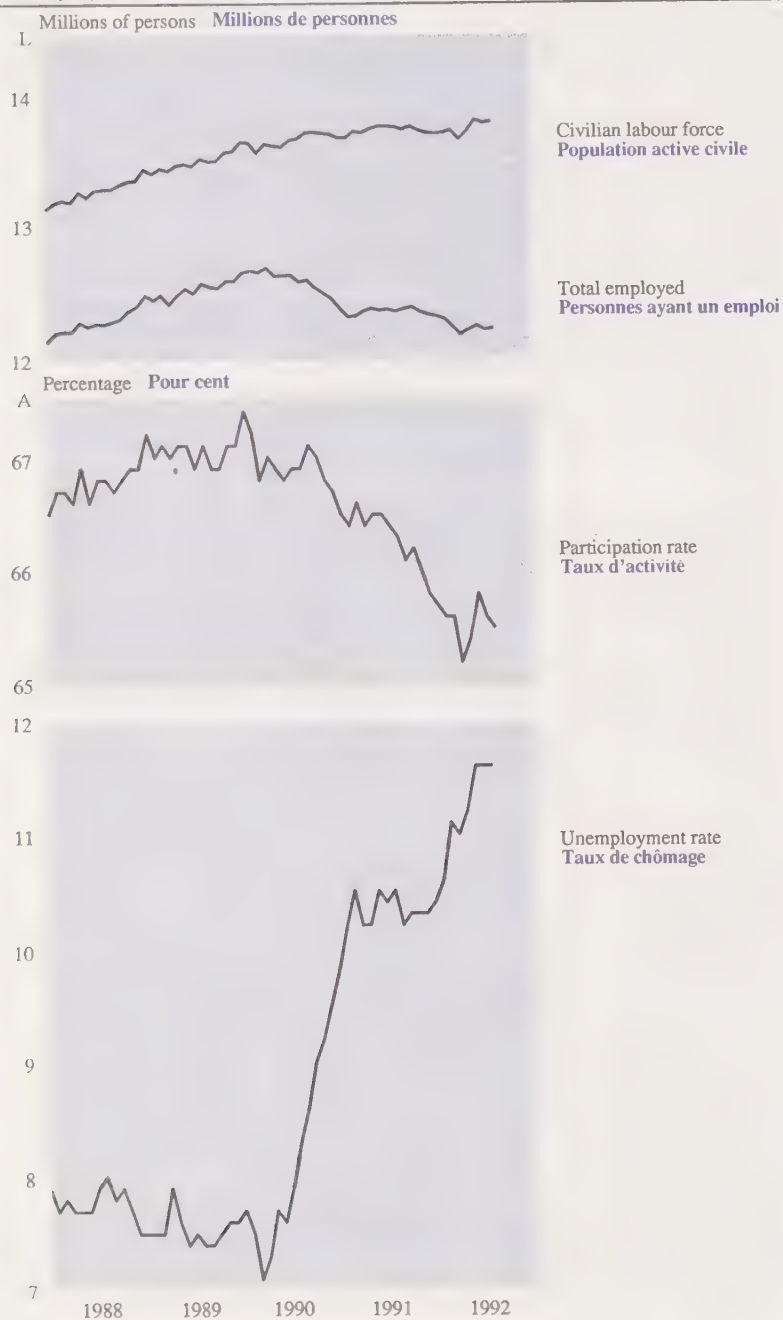 Millions of persons Millions de personnes
L
14
13
12
Civilian labour force
Population active civile
Total employed
Personnes ayant un emploi
Percentage Pour cent
A
67
66
65
Participation rate
Taux d'activité
12
11
10
9
8
7
Unemployment rate
Taux de chômage
1988 1989 1990 1991 1992